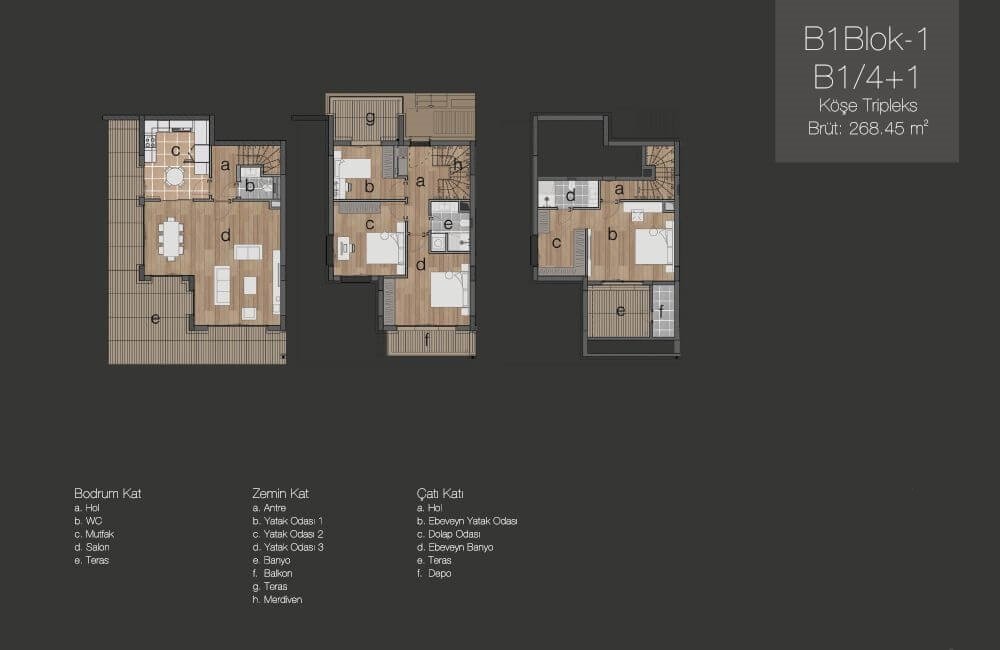 B1Blok-1
B1/4+1
Köşe Tripleks
Brüt: 268.45 m²
g
c
a
b
d
e
b
a
h
c
e
d
f
d
a
c
b
e
f
Bodrum Kat
a. Hol
b. WC
c. Mutfak
d. Salon
e. Teras
Zemin Kat
a. Antre
b. Yatak Odası 1
c. Yatak Odası 2
d. Yatak Odası 3
e. Banyo
f. Balkon
g. Teras
h. Merdiven
Çatı Katı
a. Hol
b. Ebeveyn Yatak Odası
c. Dolap Odası
d. Ebeveyn Banyo
e. Teras
f. Depo